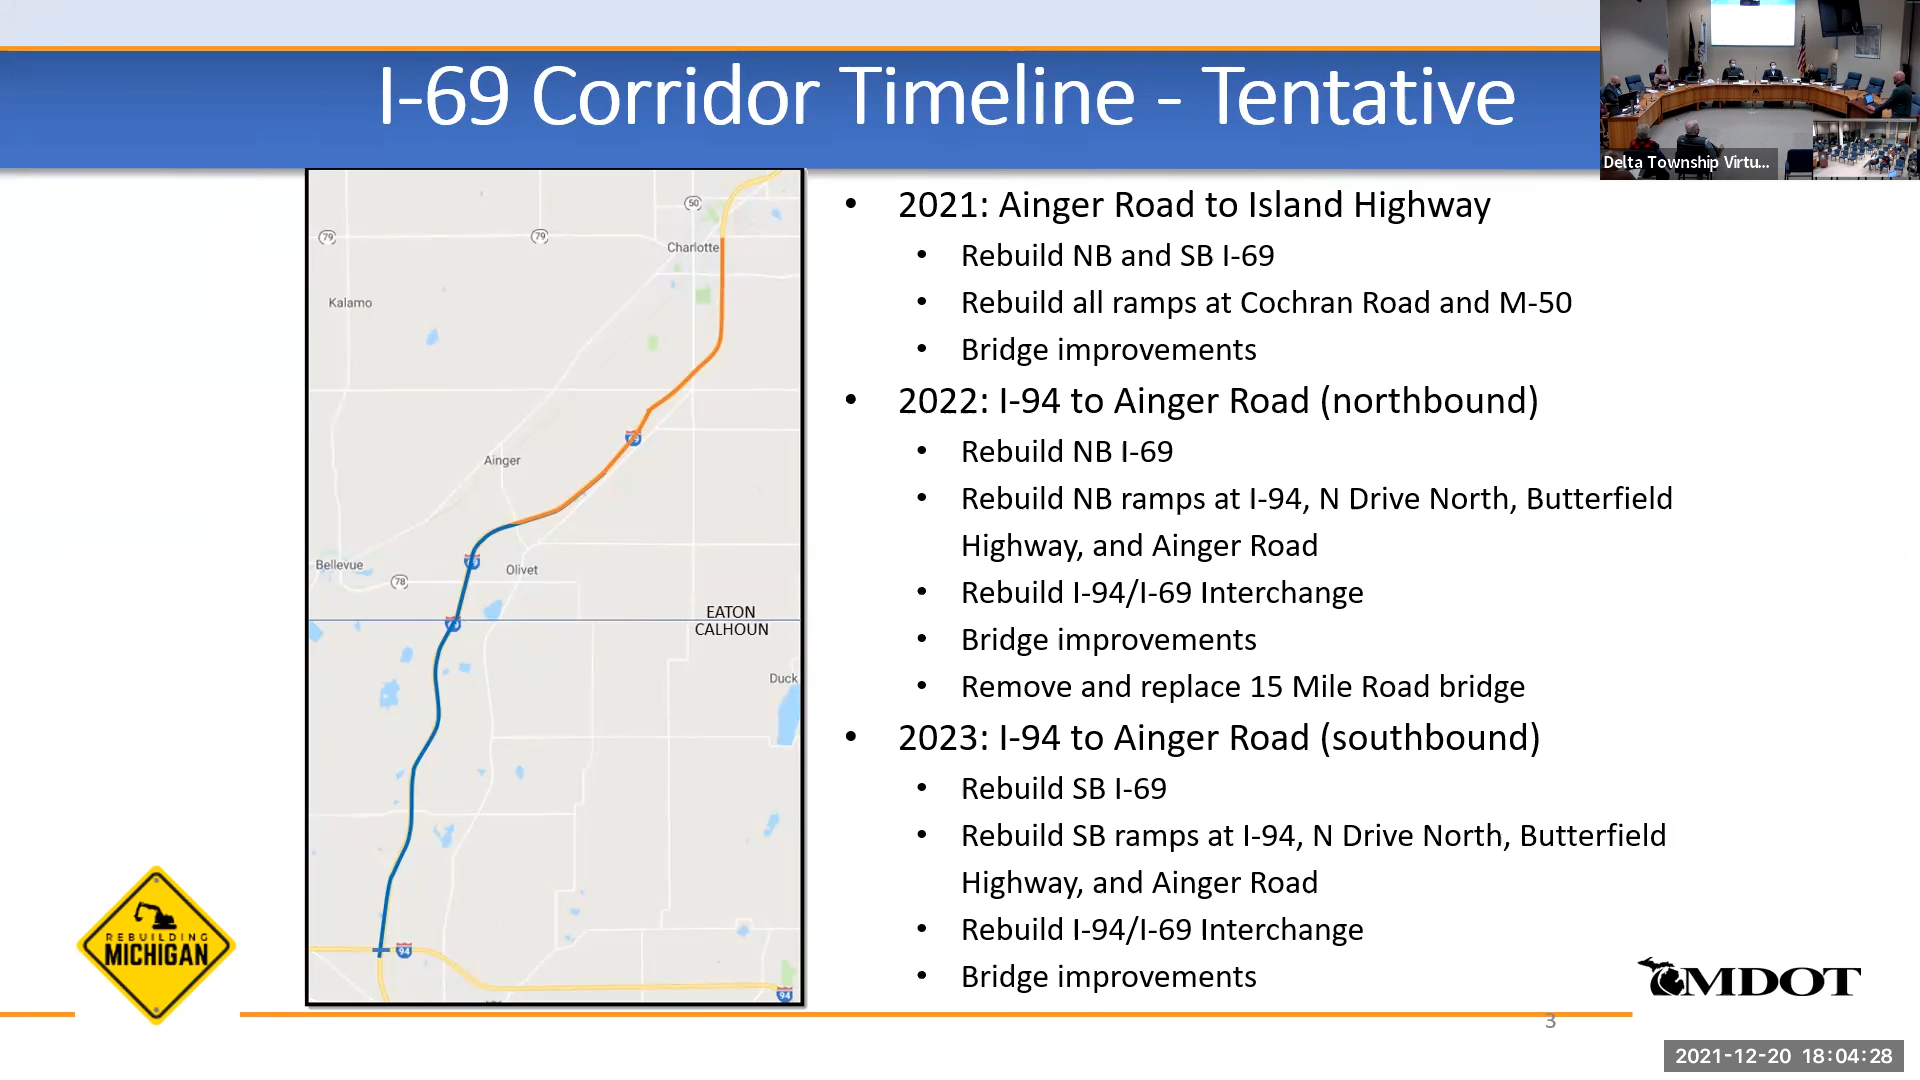 I-69 Corridor Timeline - Tentative
Delta Township Virtu...
• 2021: Ainger Road to Island Highway
• Rebuild NB and SB I-69
• Rebuild all ramps at Cochran Road and M-50
• Bridge improvements
• 2022: I-94 to Ainger Road (northbound)
• Rebuild NB I-69
• Rebuild NB ramps at I-94, N Drive North, Butterfield
Highway, and Ainger Road
• Rebuild I-94/I-69 Interchange
• Bridge improvements
• Remove and replace 15 Mile Road bridge
• 2023: I-94 to Ainger Road (southbound)
• Rebuild SB I-69
• Rebuild SB ramps at I-94, N Drive North, Butterfield
Highway, and Ainger Road
• Rebuild I-94/I-69 Interchange
• Bridge improvements
50
79
79
Charlotte
Kalamo
Ainger
Bellevue
78
Olivet
EATON
CALHOUN
Duck
94
94
REBUILDING
MICHIGAN
MDOT
3
2021-12-20 18:04:28